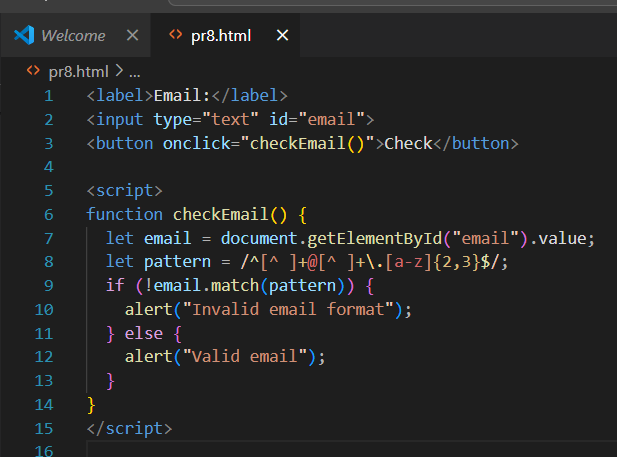 Welcome
pr8.html
pr8.html > ...
1 <label>Email:</label>
2 <input type="text" id="email">
3 <button onclick="checkEmail()">Check</button>
4
5 <script>
6 function checkEmail() {
7   let email = document.getElementById("email").value;
8   let pattern = /^[^ ]+@[^ ]+\.[a-z]{2,3}$/;
9   if (!email.match(pattern)) {
10     alert("Invalid email format");
11   } else {
12     alert("Valid email");
13   }
14 }
15 </script>
16